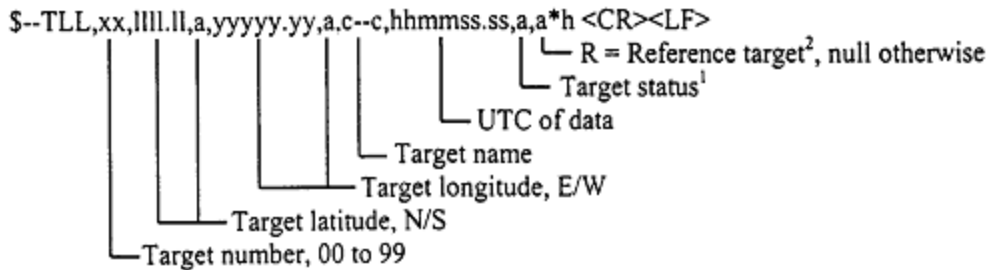 $--TLL,xx,llll.ll,a,yyyyy.yy,a,c--c,hhmmss.ss,a,a*h <CR><LF>
R = Reference target², null otherwise
Target status¹
UTC of data
Target name
Target longitude, E/W
Target latitude, N/S
Target number, 00 to 99